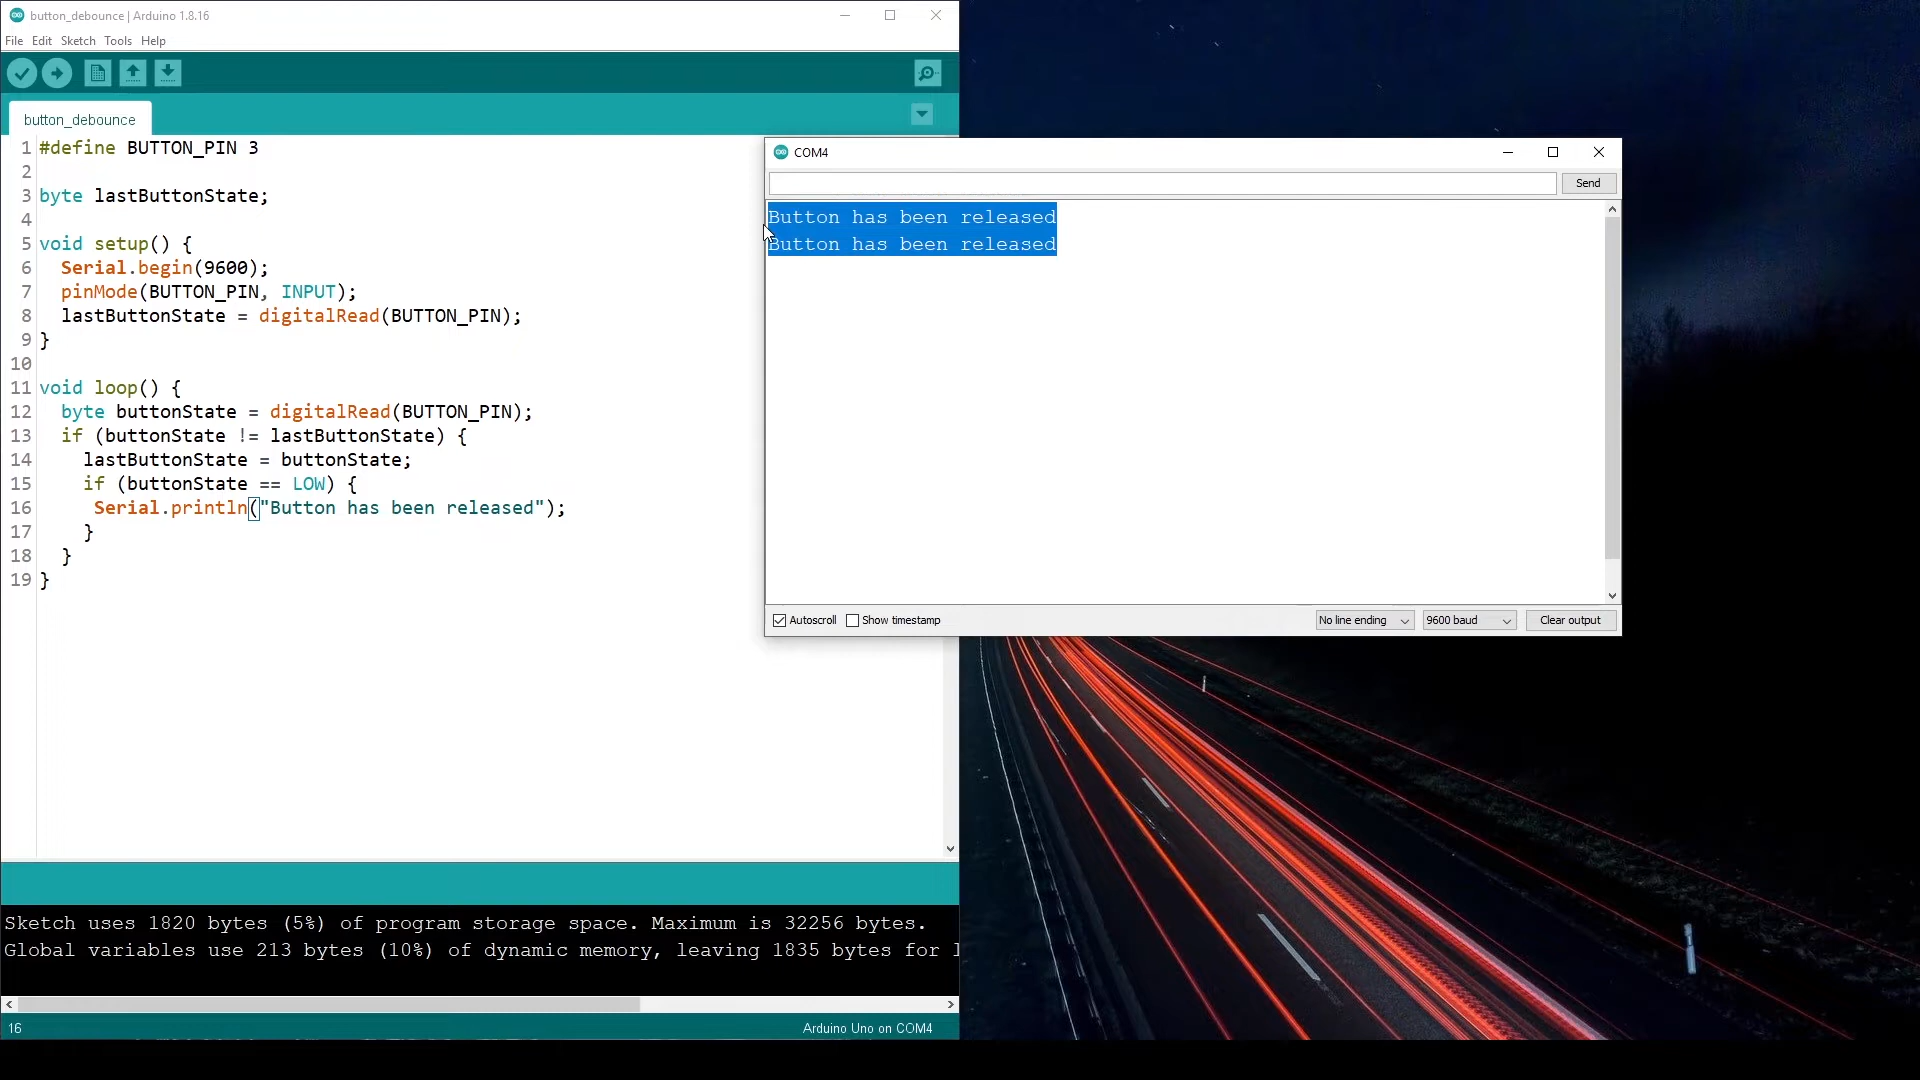 button_debounce | Arduino 1.8.16
File Edit Sketch Tools Help
button_debounce
1 #define BUTTON_PIN 3
2
3 byte lastButtonState;
4
5 void setup() {
6 Serial.begin(9600);
7 pinMode(BUTTON_PIN, INPUT);
8 lastButtonState = digitalRead(BUTTON_PIN);
9 }
10
11 void loop() {
12 byte buttonState = digitalRead(BUTTON_PIN);
13 if (buttonState != lastButtonState) {
14 lastButtonState = buttonState;
15 if (buttonState == LOW) {
16 Serial.println("Button has been released");
17 }
18 }
19 }
COM4
Send
Button has been released
Button has been released
Autoscroll Show timestamp
No line ending 9600 baud Clear output
Sketch uses 1820 bytes (5%) of program storage space. Maximum is 32256 bytes.
Global variables use 213 bytes (10%) of dynamic memory, leaving 1835 bytes for
16 Arduino Uno on COM4